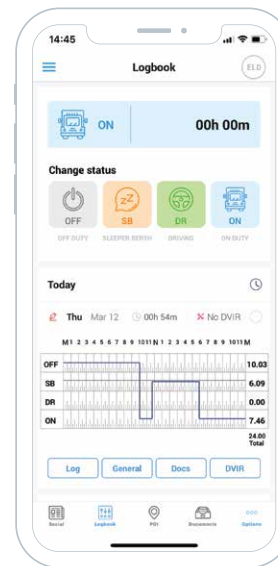 14:45
Logbook
ELD
ON
00h 00m
Change status
OFF
zZ
SB
DR
ON
OFF DUTY
SLEEPER BERTH
DRIVING
ON DUTY
Today
Thu Mar 12 00h 54m No DVIR
M 1 2 3 4 5 6 7 8 9 10 11 N 1 2 3 4 5 6 7 8 9 10 11 M
OFF 10.03
SB 6.09
DR 0.00
ON 7.46
24.00
Total
Log
General
Docs
DVIR
Social
Logbook
POI
Documents
Options